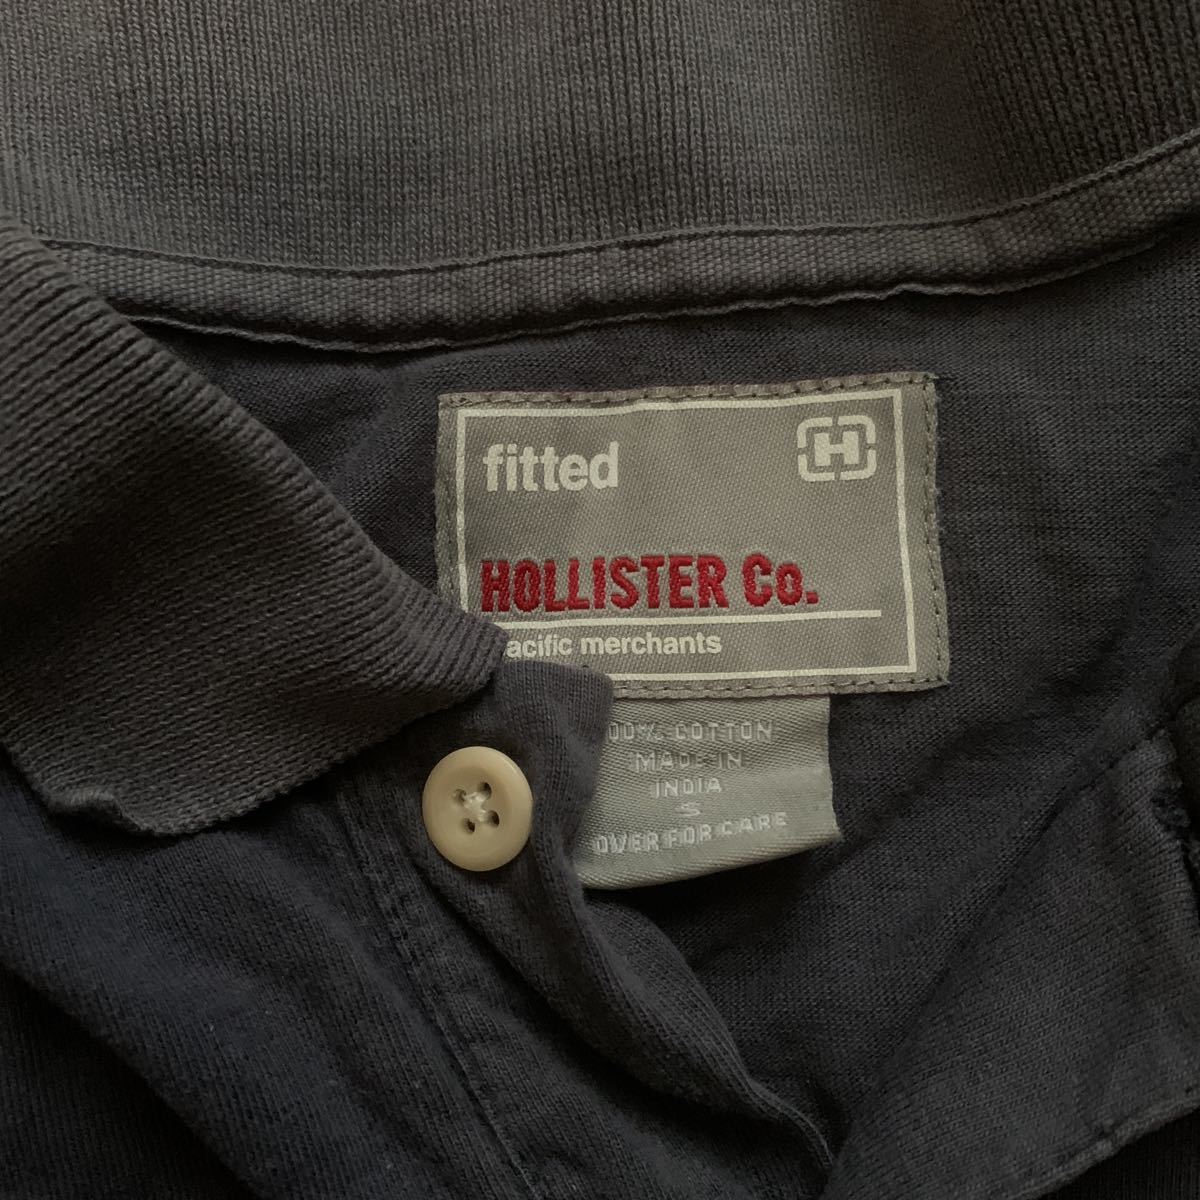 fitted
H
HOLLISTER Co.
acific merchants
00% COTTON
MADE IN
INDIA
S
OVER FOR CARE